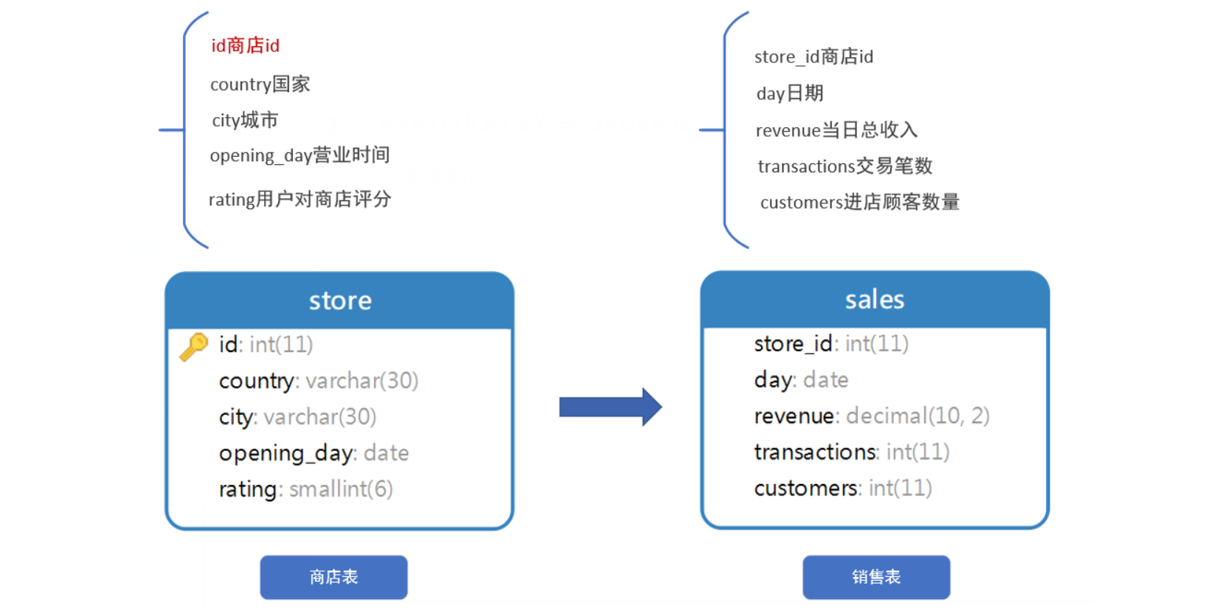 id商店id
country国家
city城市
opening_day营业时间
rating用户对商店评分
store_id商店id
day日期
revenue当日总收入
transactions交易笔数
customers进店顾客数量
store
id: int(11)
country: varchar(30)
city: varchar(30)
opening_day: date
rating: smallint(6)
商店表
sales
store_id: int(11)
day: date
revenue: decimal(10, 2)
transactions: int(11)
customers: int(11)
销售表